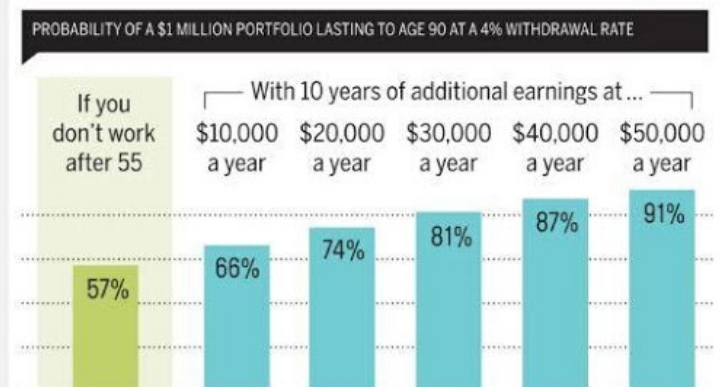 PROBABILITY OF A $1 MILLION PORTFOLIO LASTING TO AGE 90 AT A 4% WITHDRAWAL RATE
If you
don't work
after 55
With 10 years of additional earnings at...
$10,000 $20,000 $30,000 $40,000 $50,000
a year a year a year a year a year
57%
66%
74%
81%
87%
91%